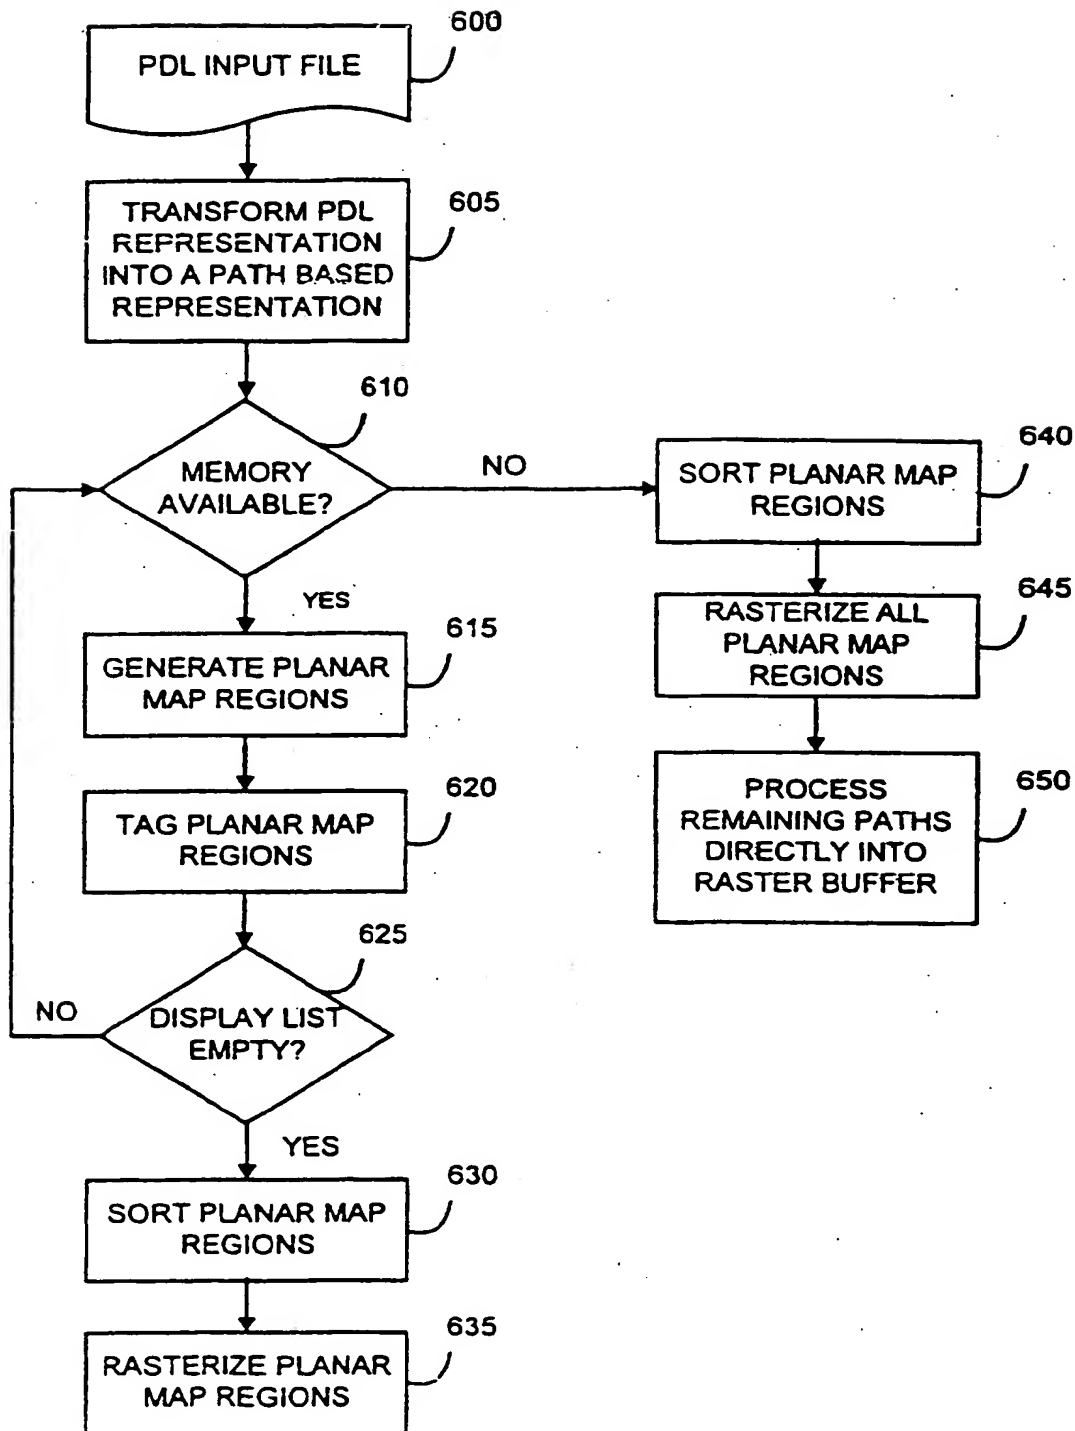 600
PDL INPUT FILE
605
TRANSFORM PDL
REPRESENTATION
INTO A PATH BASED
REPRESENTATION
610
MEMORY
AVAILABLE?
NO
640
SORT PLANAR MAP
REGIONS
YES
645
RASTERIZE ALL
PLANAR MAP
REGIONS
615
GENERATE PLANAR
MAP REGIONS
650
PROCESS
REMAINING PATHS
DIRECTLY INTO
RASTER BUFFER
620
TAG PLANAR MAP
REGIONS
625
NO
DISPLAY LIST
EMPTY?
YES
630
SORT PLANAR MAP
REGIONS
635
RASTERIZE PLANAR
MAP REGIONS